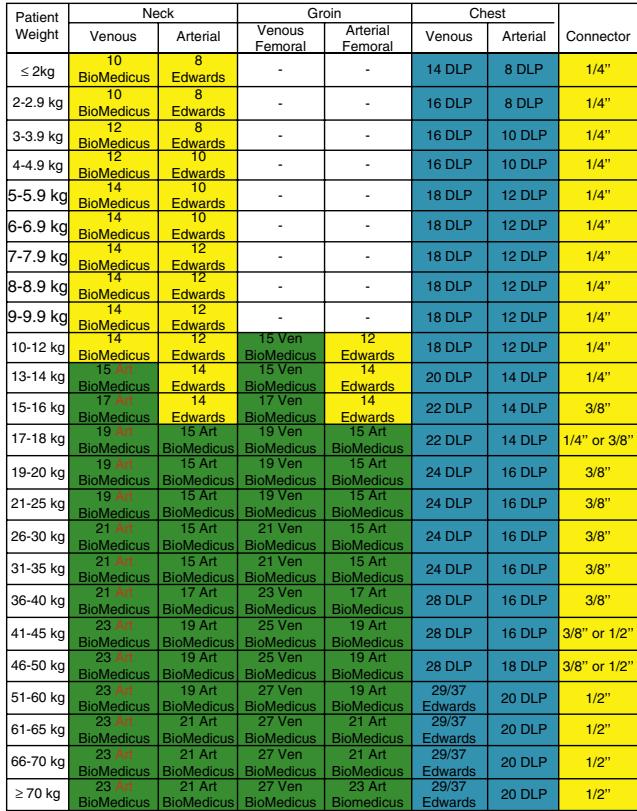 Patient Weight Neck Groin Chest Connector
Venous Arterial Venous Femoral Arterial Femoral Venous Arterial
≤ 2kg 10 BioMedicus 8 Edwards - - 14 DLP 8 DLP 1/4’’
2-2.9 kg 10 BioMedicus 8 Edwards - - 16 DLP 8 DLP 1/4’’
3-3.9 kg 12 BioMedicus 8 Edwards - - 16 DLP 10 DLP 1/4’’
4-4.9 kg 12 BioMedicus 10 Edwards - - 16 DLP 10 DLP 1/4’’
5-5.9 kg 14 BioMedicus 10 Edwards - - 18 DLP 12 DLP 1/4’’
6-6.9 kg 14 BioMedicus 10 Edwards - - 18 DLP 12 DLP 1/4’’
7-7.9 kg 14 BioMedicus 12 Edwards - - 18 DLP 12 DLP 1/4’’
8-8.9 kg 14 BioMedicus 12 Edwards - - 18 DLP 12 DLP 1/4’’
9-9.9 kg 14 BioMedicus 12 Edwards - - 18 DLP 12 DLP 1/4’’
10-12 kg 14 BioMedicus 12 Edwards 15 Ven BioMedicus 12 Edwards 18 DLP 12 DLP 1/4’’
13-14 kg 15 Art BioMedicus 14 Edwards 15 Ven BioMedicus 14 Edwards 20 DLP 14 DLP 1/4’’
15-16 kg 17 Art BioMedicus 14 Edwards 17 Ven BioMedicus 14 Edwards 22 DLP 14 DLP 3/8’’
17-18 kg 19 Art BioMedicus 15 Art BioMedicus 19 Ven BioMedicus 15 Art BioMedicus 22 DLP 14 DLP 1/4’’ or 3/8’’
19-20 kg 19 Art BioMedicus 15 Art BioMedicus 19 Ven BioMedicus 15 Art BioMedicus 24 DLP 16 DLP 3/8’’
21-25 kg 19 Art BioMedicus 15 Art BioMedicus 19 Ven BioMedicus 15 Art BioMedicus 24 DLP 16 DLP 3/8’’
26-30 kg 21 Art BioMedicus 15 Art BioMedicus 21 Ven BioMedicus 15 Art BioMedicus 24 DLP 16 DLP 3/8’’
31-35 kg 21 Art BioMedicus 15 Art BioMedicus 21 Ven BioMedicus 15 Art BioMedicus 24 DLP 16 DLP 3/8’’
36-40 kg 21 Art BioMedicus 17 Art BioMedicus 23 Ven BioMedicus 17 Art BioMedicus 28 DLP 16 DLP 3/8’’
41-45 kg 23 Art BioMedicus 19 Art BioMedicus 25 Ven BioMedicus 19 Art BioMedicus 28 DLP 16 DLP 3/8’’ or 1/2’’
46-50 kg 23 Art BioMedicus 19 Art BioMedicus 25 Ven BioMedicus 19 Art BioMedicus 28 DLP 18 DLP 3/8’’ or 1/2’’
51-60 kg 23 Art BioMedicus 19 Art BioMedicus 27 Ven BioMedicus 19 Art BioMedicus 29/37 Edwards 20 DLP 1/2’’
61-65 kg 23 Art BioMedicus 21 Art BioMedicus 27 Ven BioMedicus 21 Art BioMedicus 29/37 Edwards 20 DLP 1/2’’
66-70 kg 23 Art BioMedicus 21 Art BioMedicus 27 Ven BioMedicus 21 Art BioMedicus 29/37 Edwards 20 DLP 1/2’’
≥ 70 kg 23 Art BioMedicus 21 Art BioMedicus 27 Ven BioMedicus 23 Art Biomedicus 29/37 Edwards 20 DLP 1/2’’